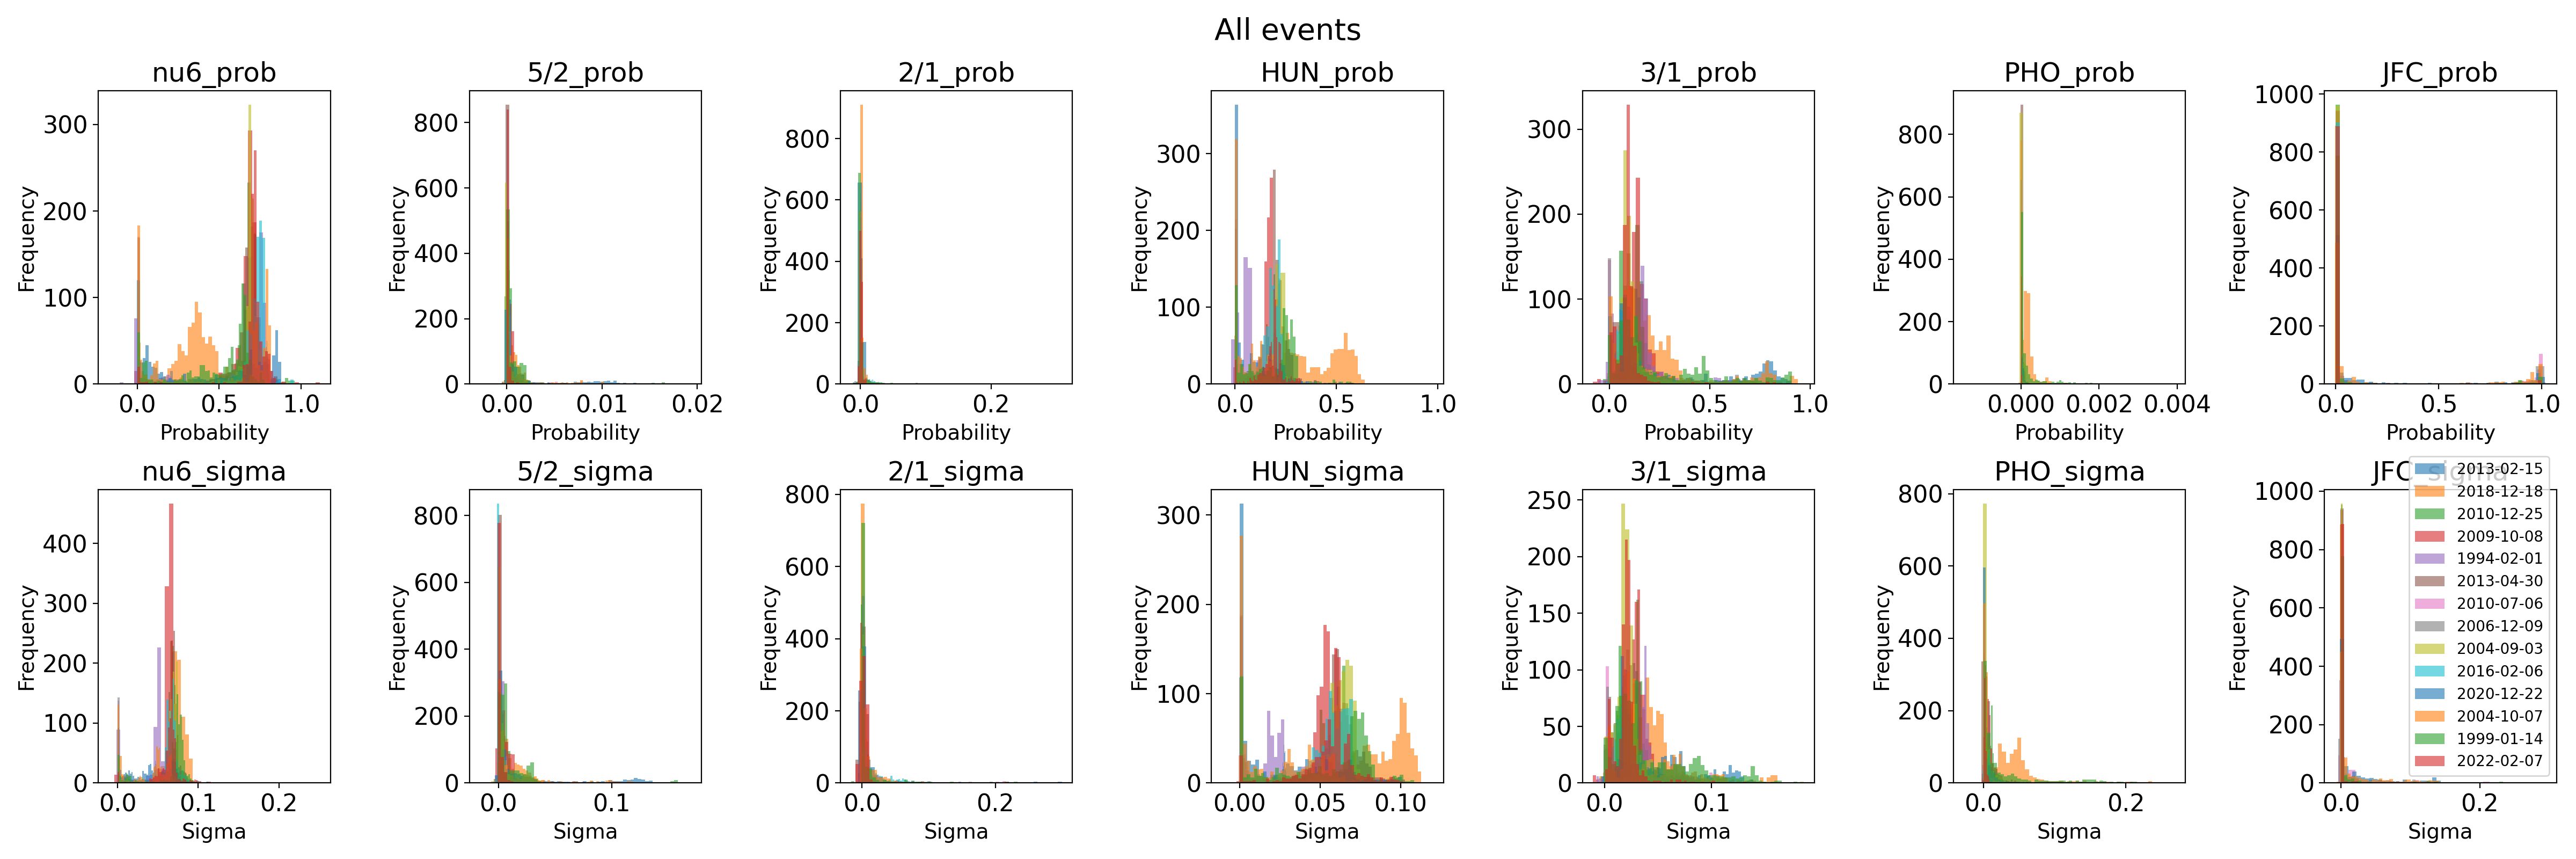 All events
nu6_prob 5/2_prob 2/1_prob HUN_prob 3/1_prob PHO_prob JFC_prob
Frequency
0
100
200
300
0.0 0.5 1.0
Probability
Frequency
0
200
400
600
800
0.00 0.01 0.02
Probability
Frequency
0
200
400
600
800
0.0 0.2
Probability
Frequency
0
100
200
300
0.0 0.5 1.0
Probability
Frequency
0
100
200
300
0.0 0.5 1.0
Probability
Frequency
0
200
400
600
800
0.000 0.002 0.004
Probability
Frequency
0
200
400
600
800
1000
0.0 0.5 1.0
Probability
nu6_sigma 5/2_sigma 2/1_sigma HUN_sigma 3/1_sigma PHO_sigma JFC_sigma
Frequency
0
100
200
300
400
0.0 0.1 0.2
Sigma
Frequency
0
200
400
600
800
0.0 0.1
Sigma
Frequency
0
200
400
600
800
0.0 0.2
Sigma
Frequency
0
100
200
300
0.00 0.05 0.10
Sigma
Frequency
0
50
100
150
200
250
0.0 0.1
Sigma
Frequency
0
200
400
600
800
0.0 0.2
Sigma
Frequency
0
200
400
600
800
1000
0.0 0.2
Sigma
2013-02-15
2018-12-18
2010-12-25
2009-10-08
1994-02-01
2013-04-30
2010-07-06
2006-12-09
2004-09-03
2016-02-06
2020-12-22
2004-10-07
1999-01-14
2022-02-07